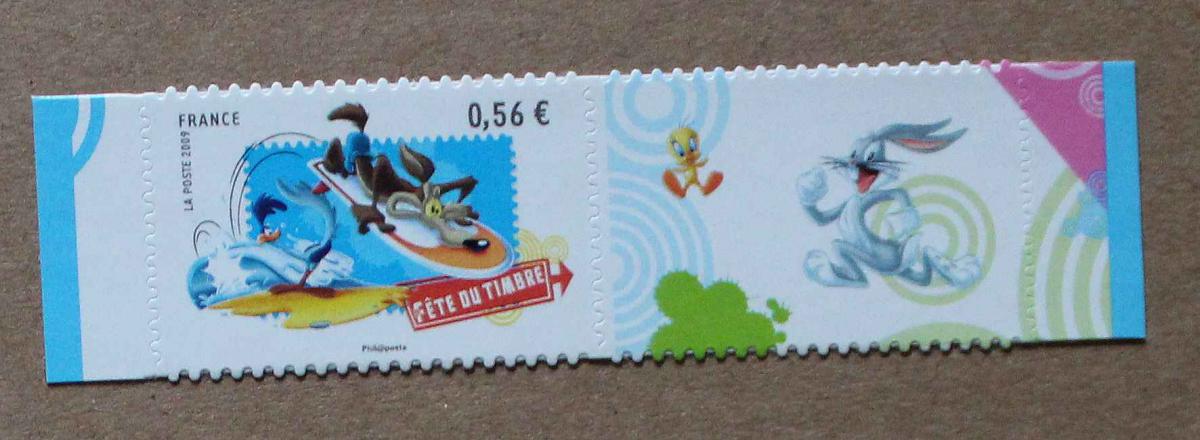 FRANCE
0,56 €
LA POSTE 2009
FÊTE DU TIMBRE
Phil@poste